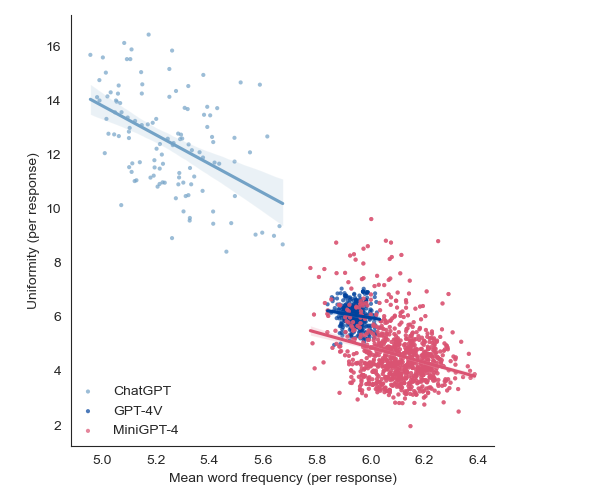 16
14
12
10
8
6
4
2
Uniformity (per response)
ChatGPT
GPT-4V
MiniGPT-4
5.0 5.2 5.4 5.6 5.8 6.0 6.2 6.4
Mean word frequency (per response)